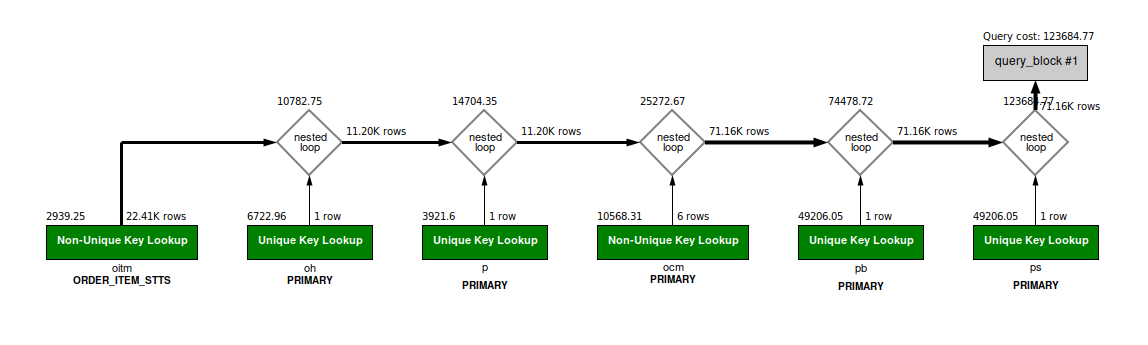 Query cost: 123684.77
query_block #1
10782.75
14704.35
25272.67
74478.72
123684.77
71.16K rows
nested
loop
11.20K rows
nested
loop
11.20K rows
nested
loop
71.16K rows
nested
loop
71.16K rows
nested
loop
2939.25
22.41K rows
6722.96
1 row
3921.6
1 row
10568.31
6 rows
49206.05
1 row
49206.05
1 row
Non-Unique Key Lookup
Unique Key Lookup
Unique Key Lookup
Non-Unique Key Lookup
Unique Key Lookup
Unique Key Lookup
oitm
oh
p
ocm
pb
ps
ORDER_ITEM_STTS
PRIMARY
PRIMARY
PRIMARY
PRIMARY
PRIMARY